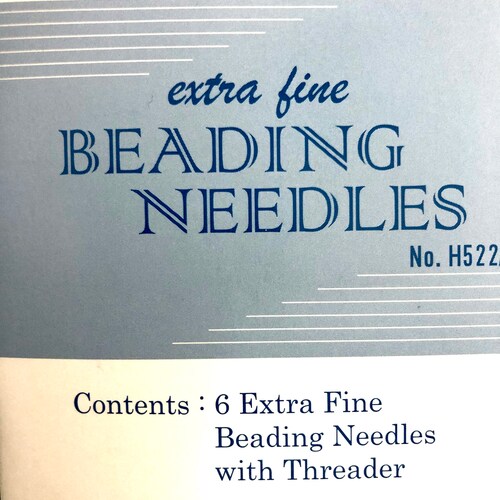 extra fine
BEADING
NEEDLES
No. H522
Contents : 6 Extra Fine
Beading Needles
with Threader